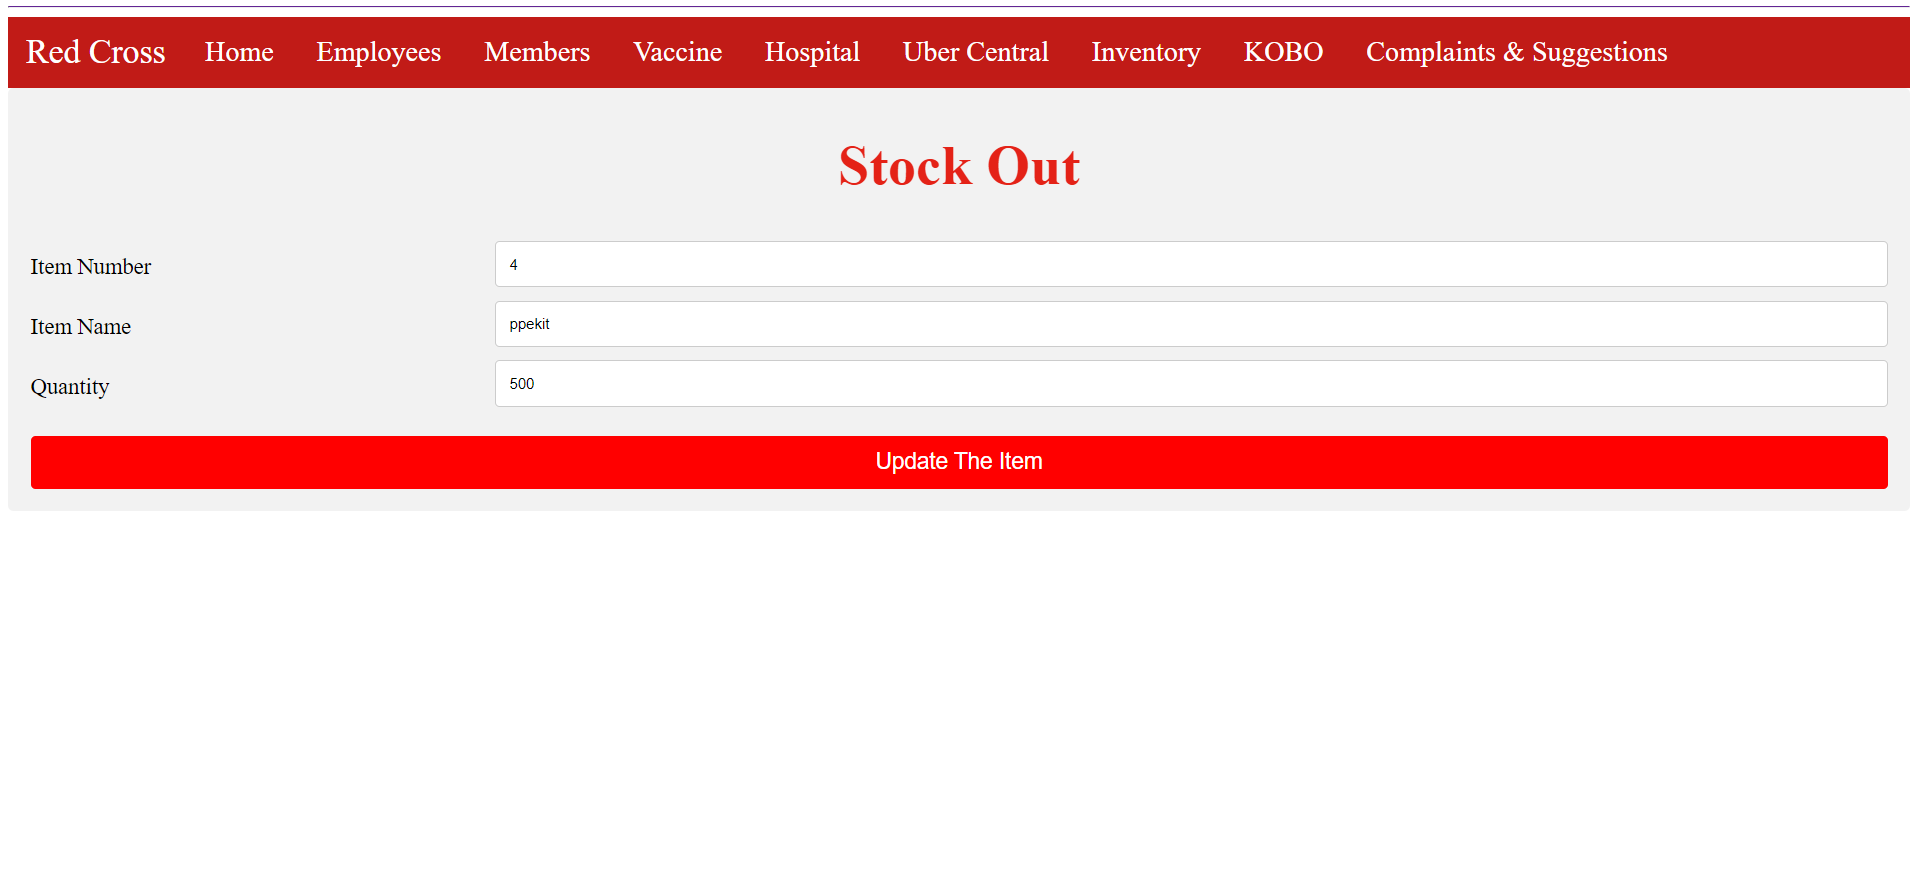 Red Cross Home Employees Members Vaccine Hospital Uber Central Inventory KOBO Complaints & Suggestions
Stock Out
Item Number 4
Item Name ppekit
Quantity 500
Update The Item